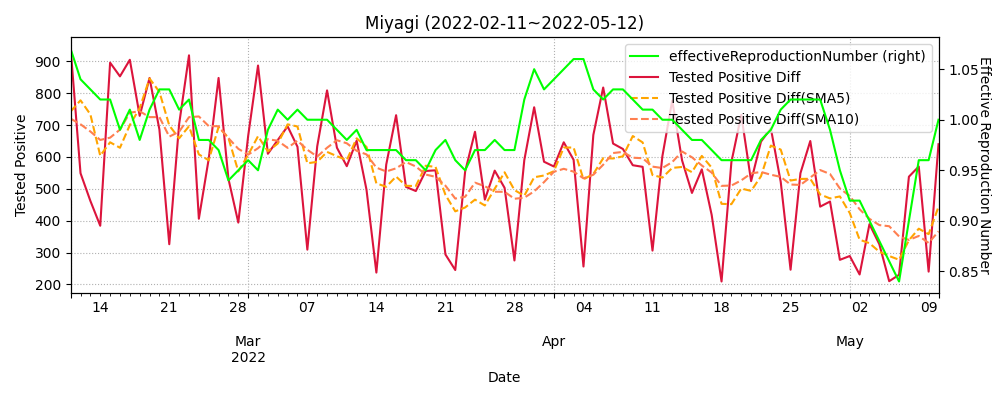 Miyagi (2022-02-11~2022-05-12)
effectiveReproductionNumber (right)
Tested Positive Diff
Tested Positive Diff(SMA5)
Tested Positive Diff(SMA10)
Tested Positive
900
800
700
600
500
400
300
200
1.05
1.00
0.95
0.90
0.85
Effective Reproduction Number
14 21 28 07 14 21 28 04 11 18 25 02 09
Mar Apr May
2022
Date